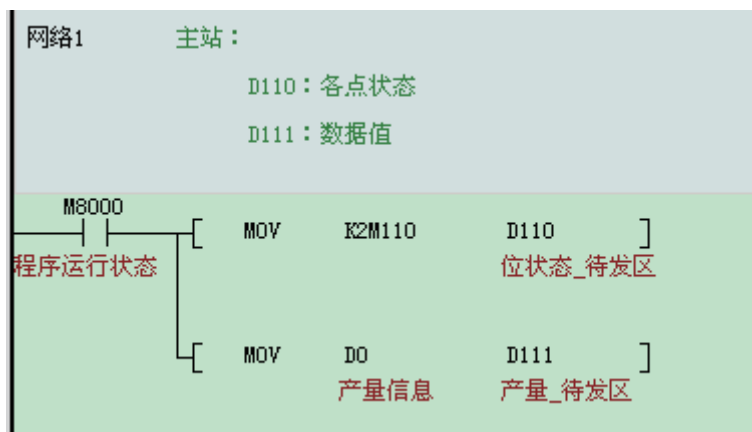 网络1 主站：
D110：各点状态
D111：数据值
M8000
MOV K2M110 D110
程序运行状态 位状态_待发区
MOV D0 D111
产量信息 产量_待发区